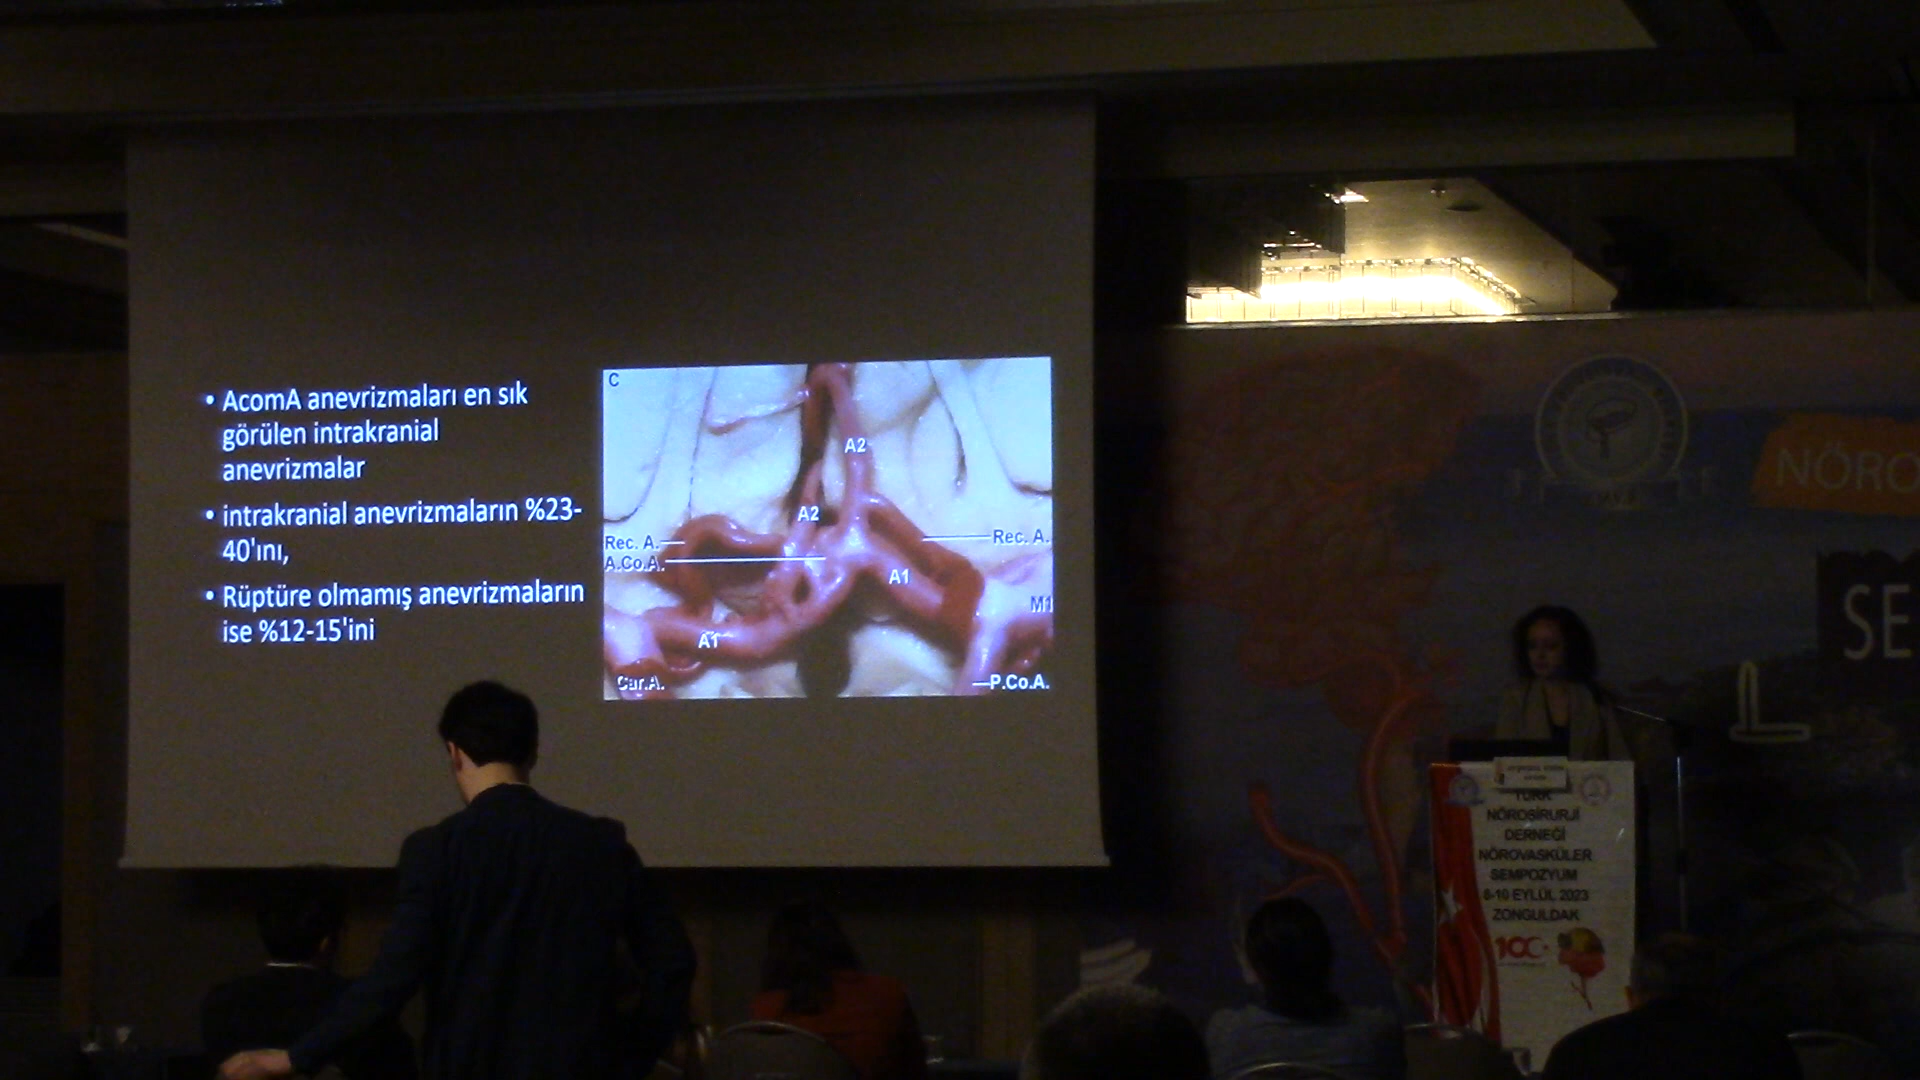 • AcomA anevrizmaları en sık
görülen intrakranial
anevrizmalar
• intrakranial anevrizmaların %23-
40'ını,
• Rüptüre olmamış anevrizmaların
ise %12-15'ini
C
A2
A2
Rec. A.
Rec. A.
A.Co.A.
A1
M1
A1
Car.A.
P.Co.A.
NÖRO
SE
L
TÜRK
NÖROŞİRURJİ
DERNEĞİ
NÖROVASKÜLER
SEMPOZYUM
8-10 EYLÜL 2023
ZONGULDAK
100